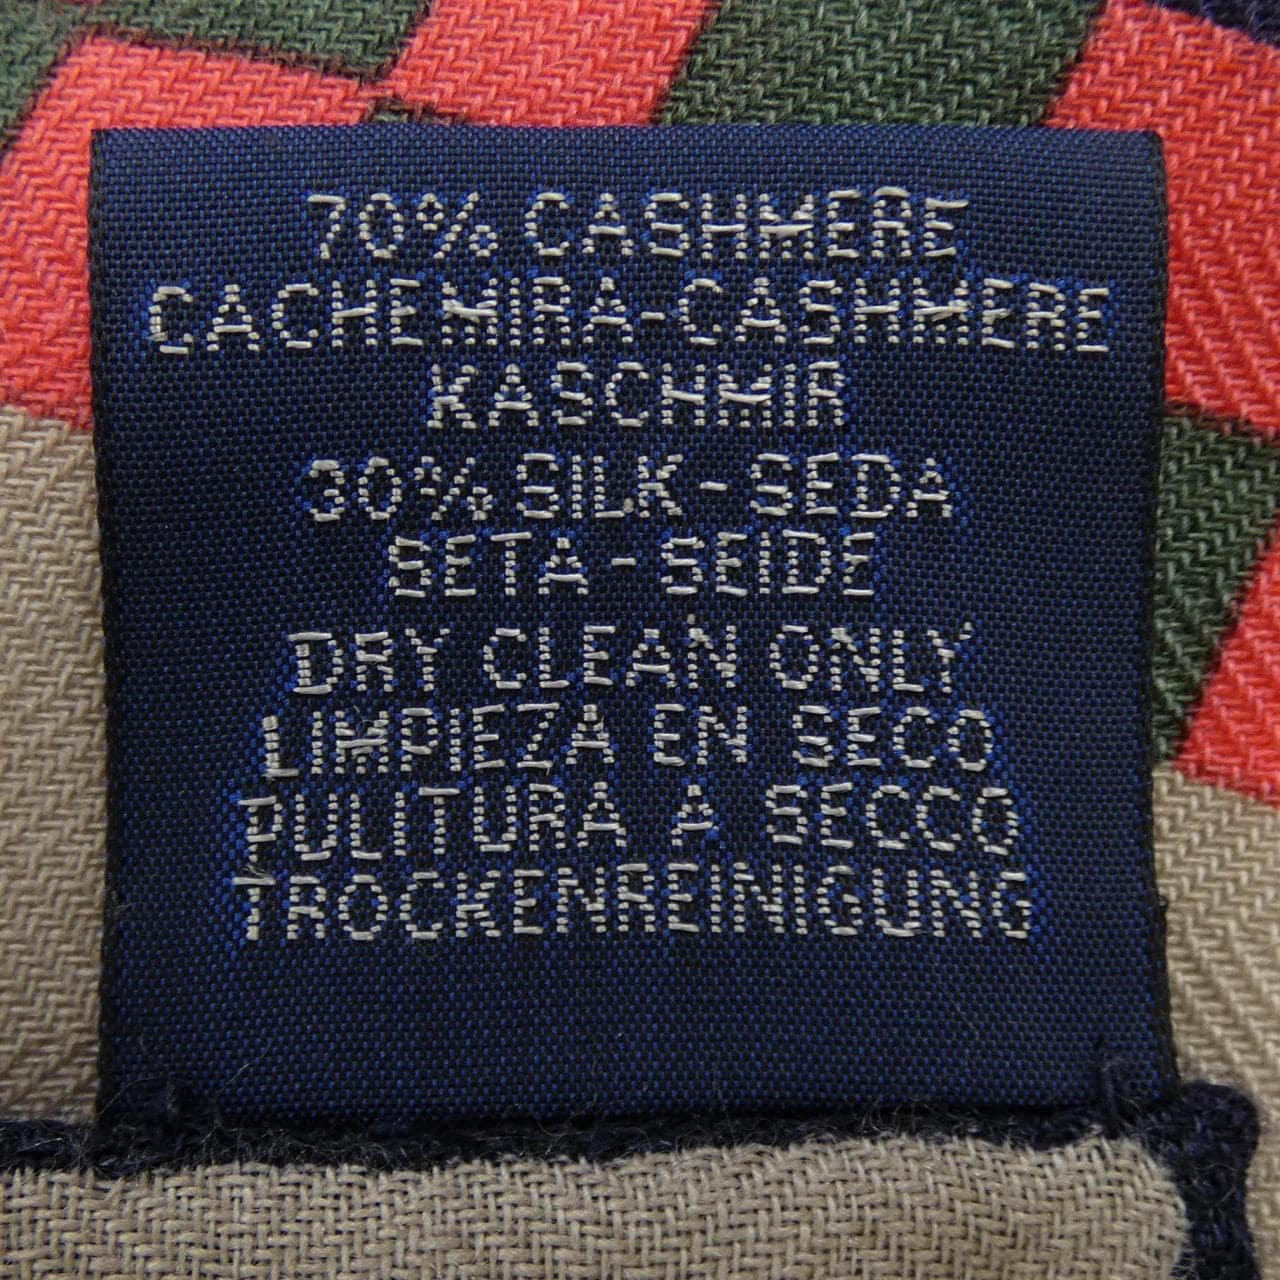 70% CASHMERE
CACHEMIRA-CASHMERE
KASCHMIR
30% SILK - SEDA
SETA - SEIDE
DRY CLEAN ONLY
LIMPIEZA EN SECO
PULITURA A SECCO
TROCKENREINIGUNG